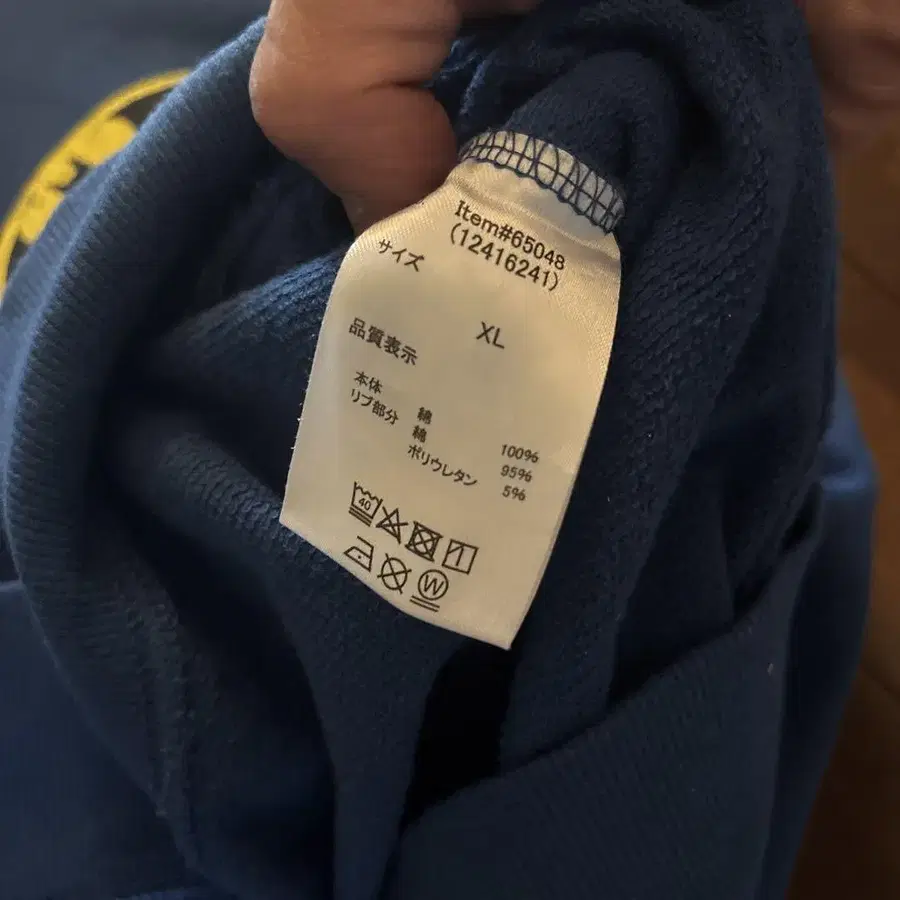 Item#65048
(12416241)
サイズ
XL
品質表示
本体 綿 100%
リブ部分 綿 95%
ポリウレタン 5%
40
W